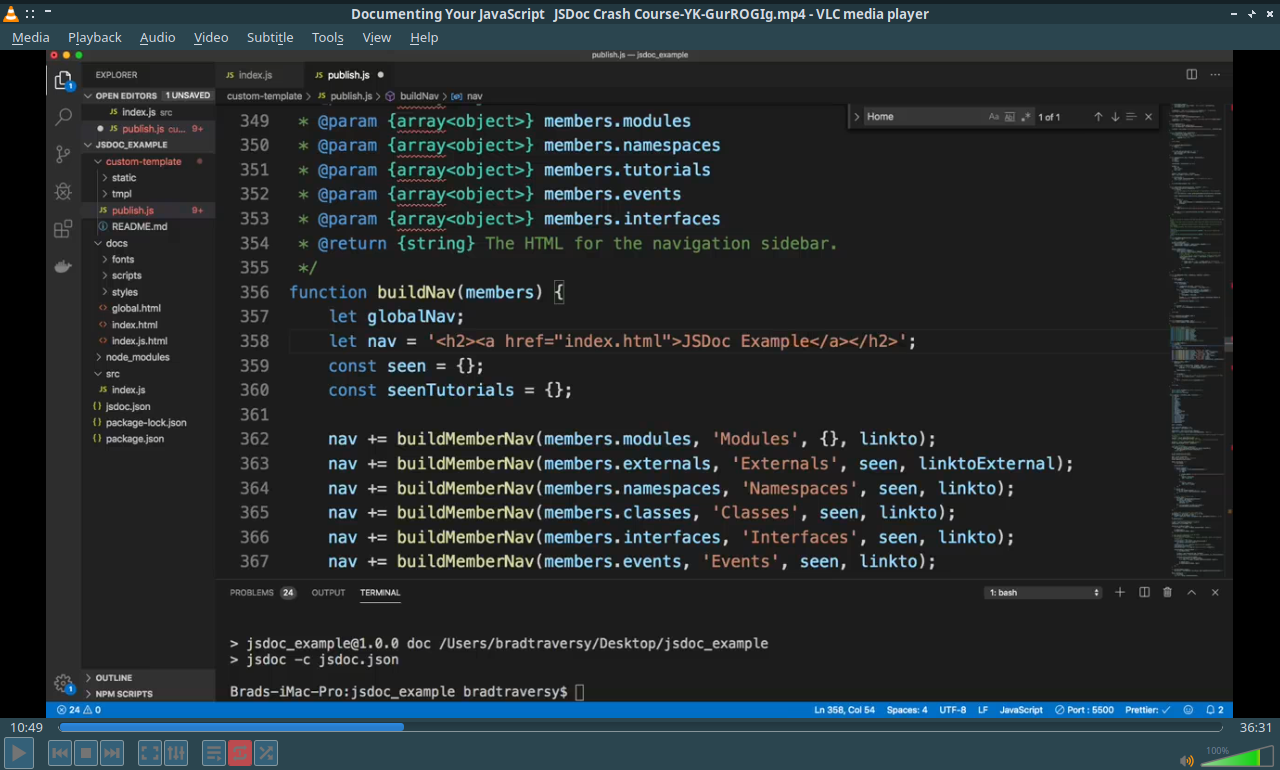 Documenting Your JavaScript JSDoc Crash Course-YK-GurROGIg.mp4 - VLC media player
Media Playback Audio Video Subtitle Tools View Help
publish.js — jsdoc_example
EXPLORER
index.js
publish.js
OPEN EDITORS 1 UNSAVED
index.js src
publish.js cu... 9+
JSDOC_EXAMPLE
custom-template
static
tmpl
publish.js 9+
README.md
docs
fonts
scripts
styles
global.html
index.html
index.js.html
node_modules
src
index.js
jsdoc.json
package-lock.json
package.json
OUTLINE
NPM SCRIPTS
custom-template > publish.js > buildNav > nav
Home
Aa
1 of 1
349 * @param {array<object>} members.modules
350 * @param {array<object>} members.namespaces
351 * @param {array<object>} members.tutorials
352 * @param {array<object>} members.events
353 * @param {array<object>} members.interfaces
354 * @return {string} The HTML for the navigation sidebar.
355 */
356 function buildNav(members) {
357 let globalNav;
358 let nav = '<h2><a href="index.html">JSDoc Example</a></h2>';
359 const seen = {};
360 const seenTutorials = {};
361
362 nav += buildMemberNav(members.modules, 'Modules', {}, linkto);
363 nav += buildMemberNav(members.externals, 'Externals', seen, linktoExternal);
364 nav += buildMemberNav(members.namespaces, 'Namespaces', seen, linkto);
365 nav += buildMemberNav(members.classes, 'Classes', seen, linkto);
366 nav += buildMemberNav(members.interfaces, 'Interfaces', seen, linkto);
367 nav += buildMemberNav(members.events, 'Events', seen, linkto);
PROBLEMS 24 OUTPUT TERMINAL
1: bash
> jsdoc_example@1.0.0 doc /Users/bradtraversy/Desktop/jsdoc_example
> jsdoc -c jsdoc.json
Brads-iMac-Pro:jsdoc_example bradtraversy$
24 0
Ln 358, Col 54 Spaces: 4 UTF-8 LF JavaScript Port : 5500 Prettier: ✓ 2
10:49
36:31
100%